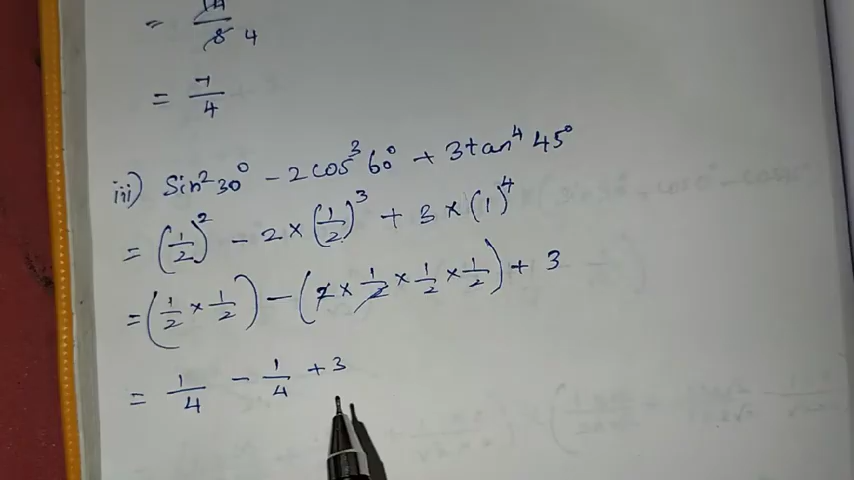 = 14/8 4
= 7/4
iii) Sin²30° - 2cos³60° + 3tan⁴45°
= (1/2)² - 2 × (1/2)³ + 3 × (1)⁴
= (1/2 × 1/2) - (2 × 1/2 × 1/2 × 1/2) + 3
= 1/4 - 1/4 + 3